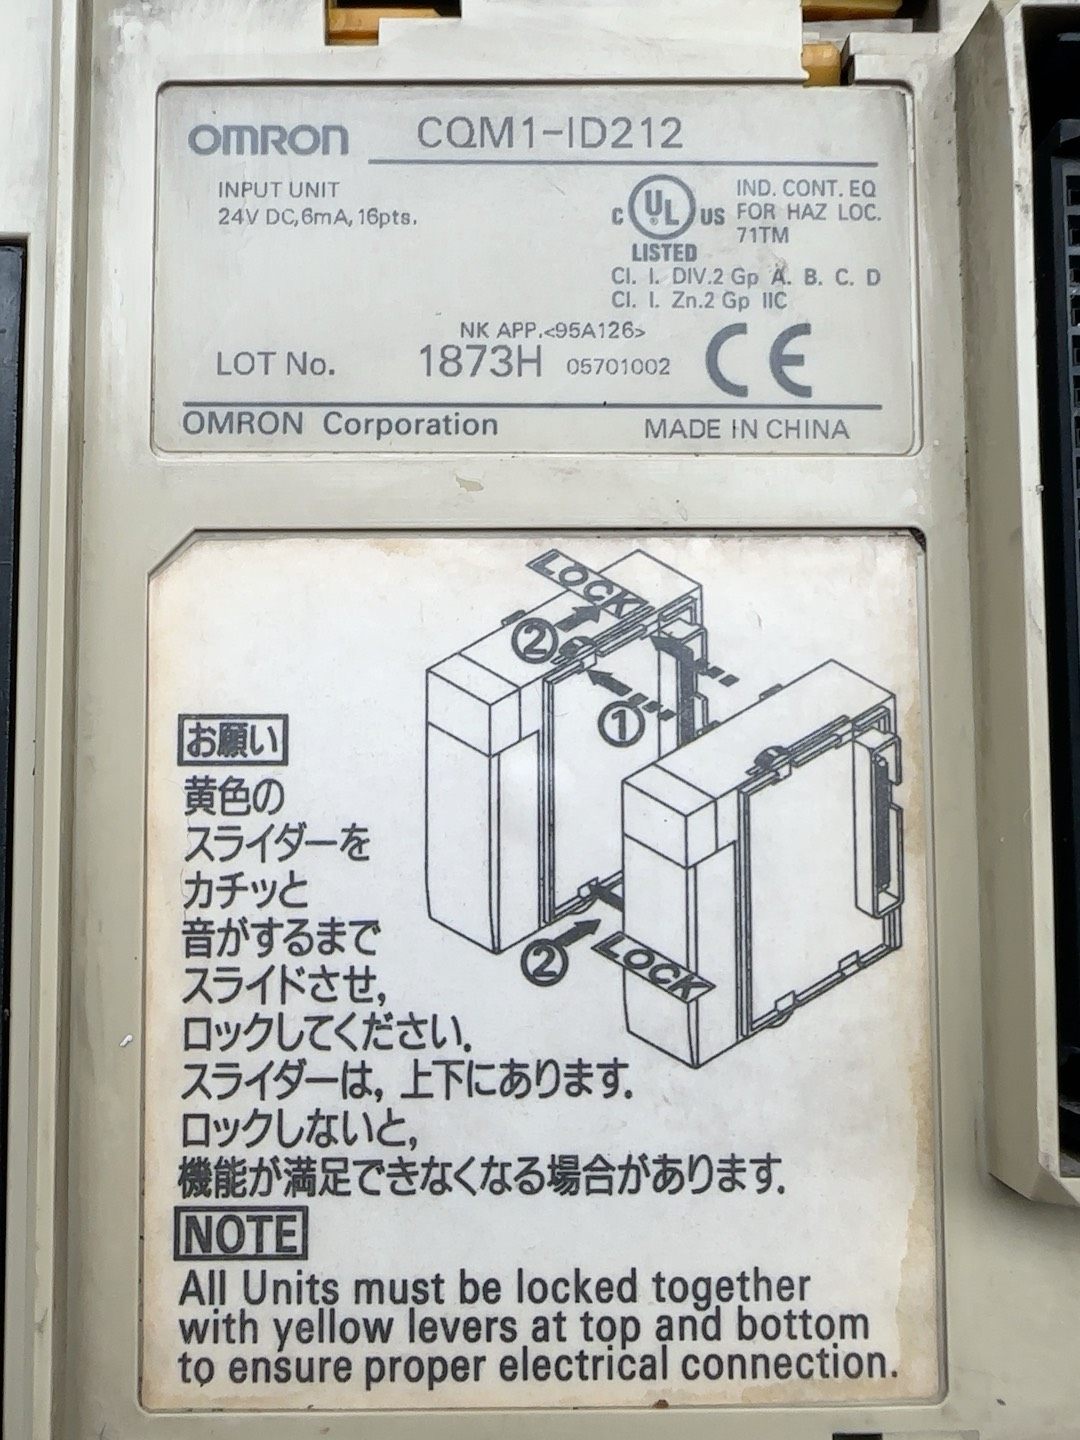 OMRON CQM1-ID212
INPUT UNIT
24V DC,6mA,16pts.
C UL US
LISTED
IND. CONT. EQ
FOR HAZ LOC.
71TM
Cl. I. DIV.2 Gp A. B. C. D
Cl. I. Zn.2 Gp IIC
NK APP.<95A126>
LOT No. 1873H 05701002 CE
OMRON Corporation MADE IN CHINA
LOCK
②
①
②
LOCK
お願い
黄色の
スライダーを
カチッと
音がするまで
スライドさせ,
ロックしてください.
スライダーは, 上下にあります.
ロックしないと,
機能が満足できなくなる場合があります.
NOTE
All Units must be locked together
with yellow levers at top and bottom
to ensure proper electrical connection.